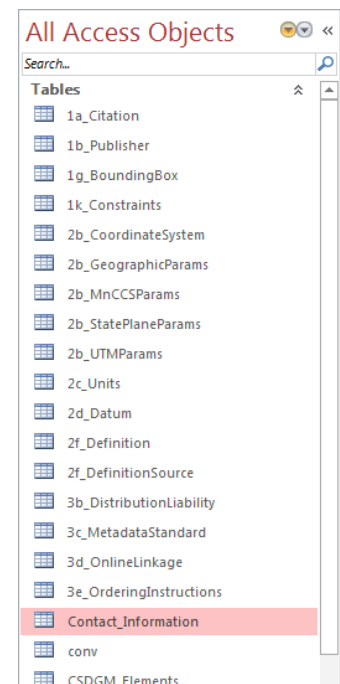 All Access Objects
Search...
Tables
1a_Citation
1b_Publisher
1g_BoundingBox
1k_Constraints
2b_CoordinateSystem
2b_GeographicParams
2b_MnCCSParams
2b_StatePlaneParams
2b_UTMParams
2c_Units
2d_Datum
2f_Definition
2f_DefinitionSource
3b_DistributionLiability
3c_MetadataStandard
3d_OnlineLinkage
3e_OrderingInstructions
Contact_Information
conv
CSDGM_Elements